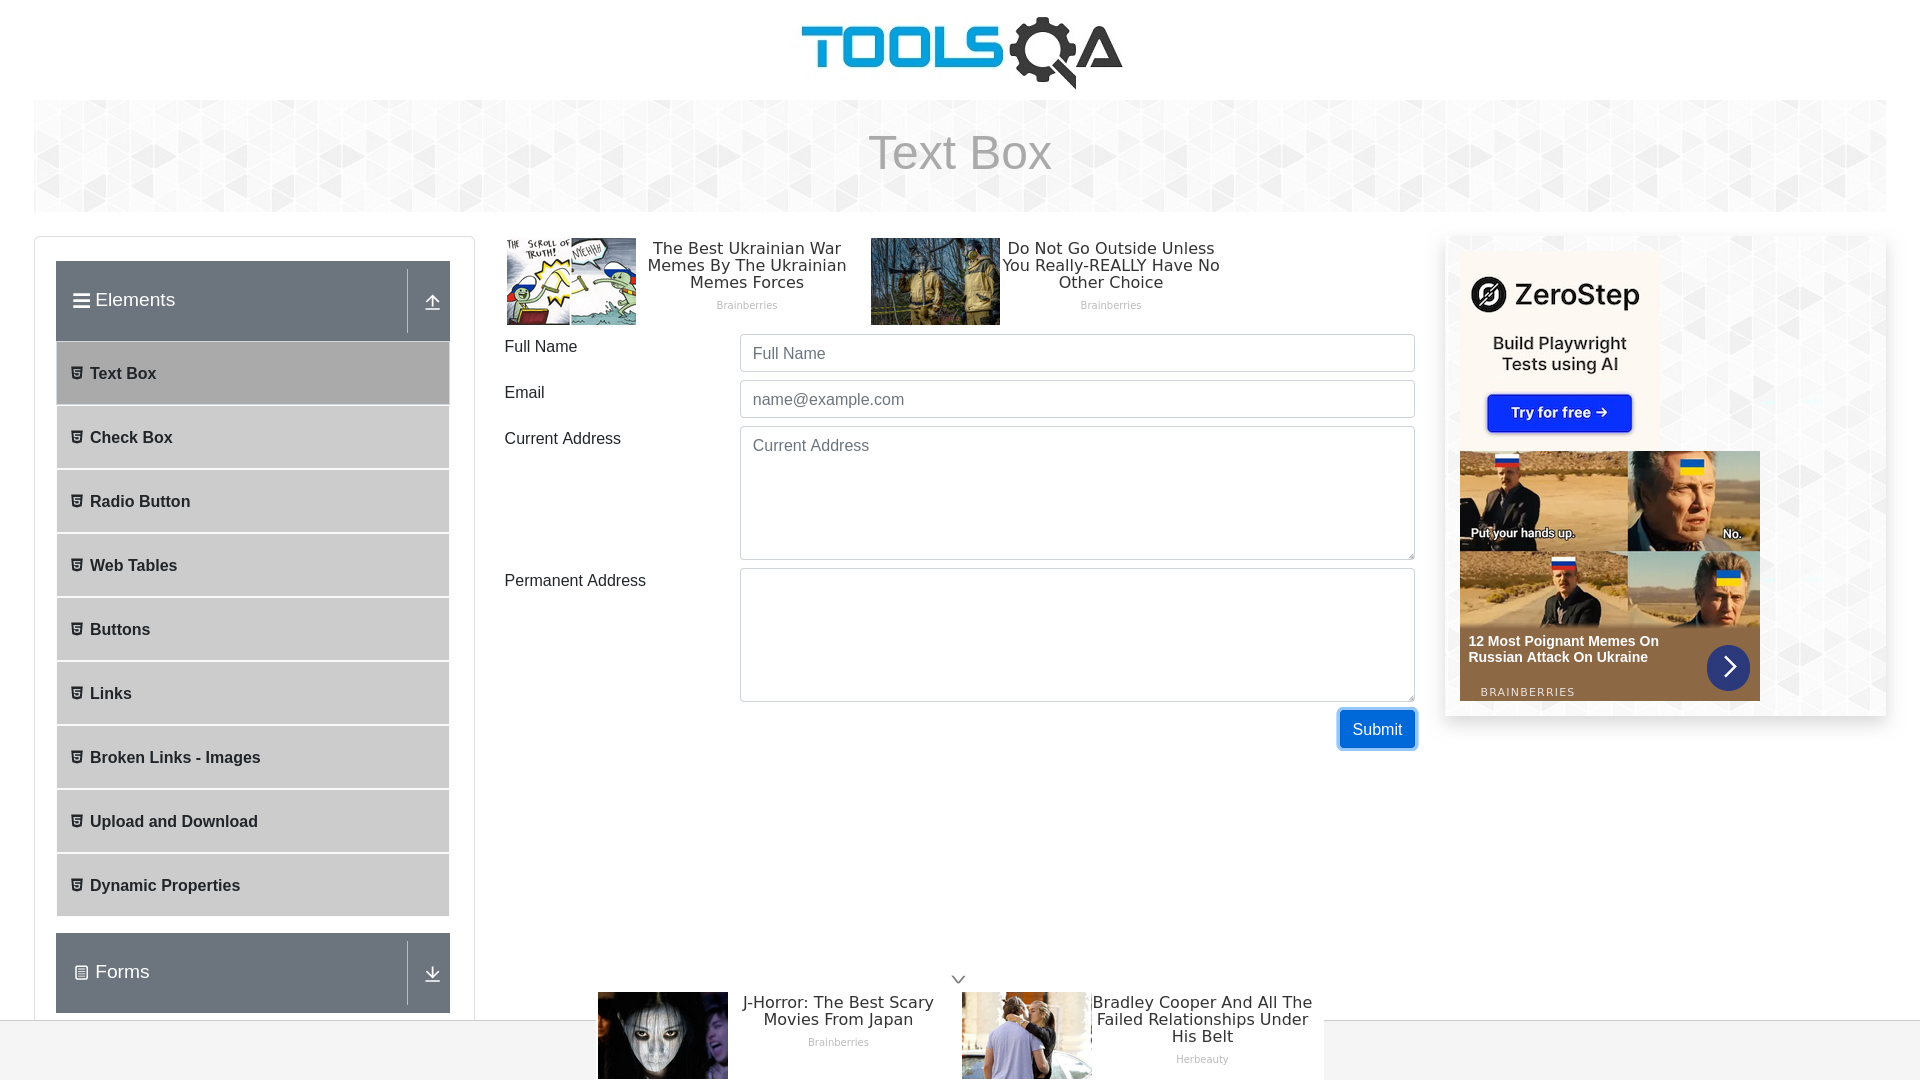 TOOLSQA
Text Box
Elements
Text Box
Check Box
Radio Button
Web Tables
Buttons
Links
Broken Links - Images
Upload and Download
Dynamic Properties
Forms
THE SCROLL OF
TRUTH!
NYEHHH
The Best Ukrainian War
Memes By The Ukrainian
Memes Forces
Brainberries
Do Not Go Outside Unless
You Really-REALLY Have No
Other Choice
Brainberries
Full Name
Full Name
Email
name@example.com
Current Address
Current Address
Permanent Address
Submit
ZeroStep
Build Playwright
Tests using AI
Try for free →
Put your hands up.
No.
12 Most Poignant Memes On
Russian Attack On Ukraine
BRAINBERRIES
J-Horror: The Best Scary
Movies From Japan
Brainberries
Bradley Cooper And All The
Failed Relationships Under
His Belt
Herbeauty